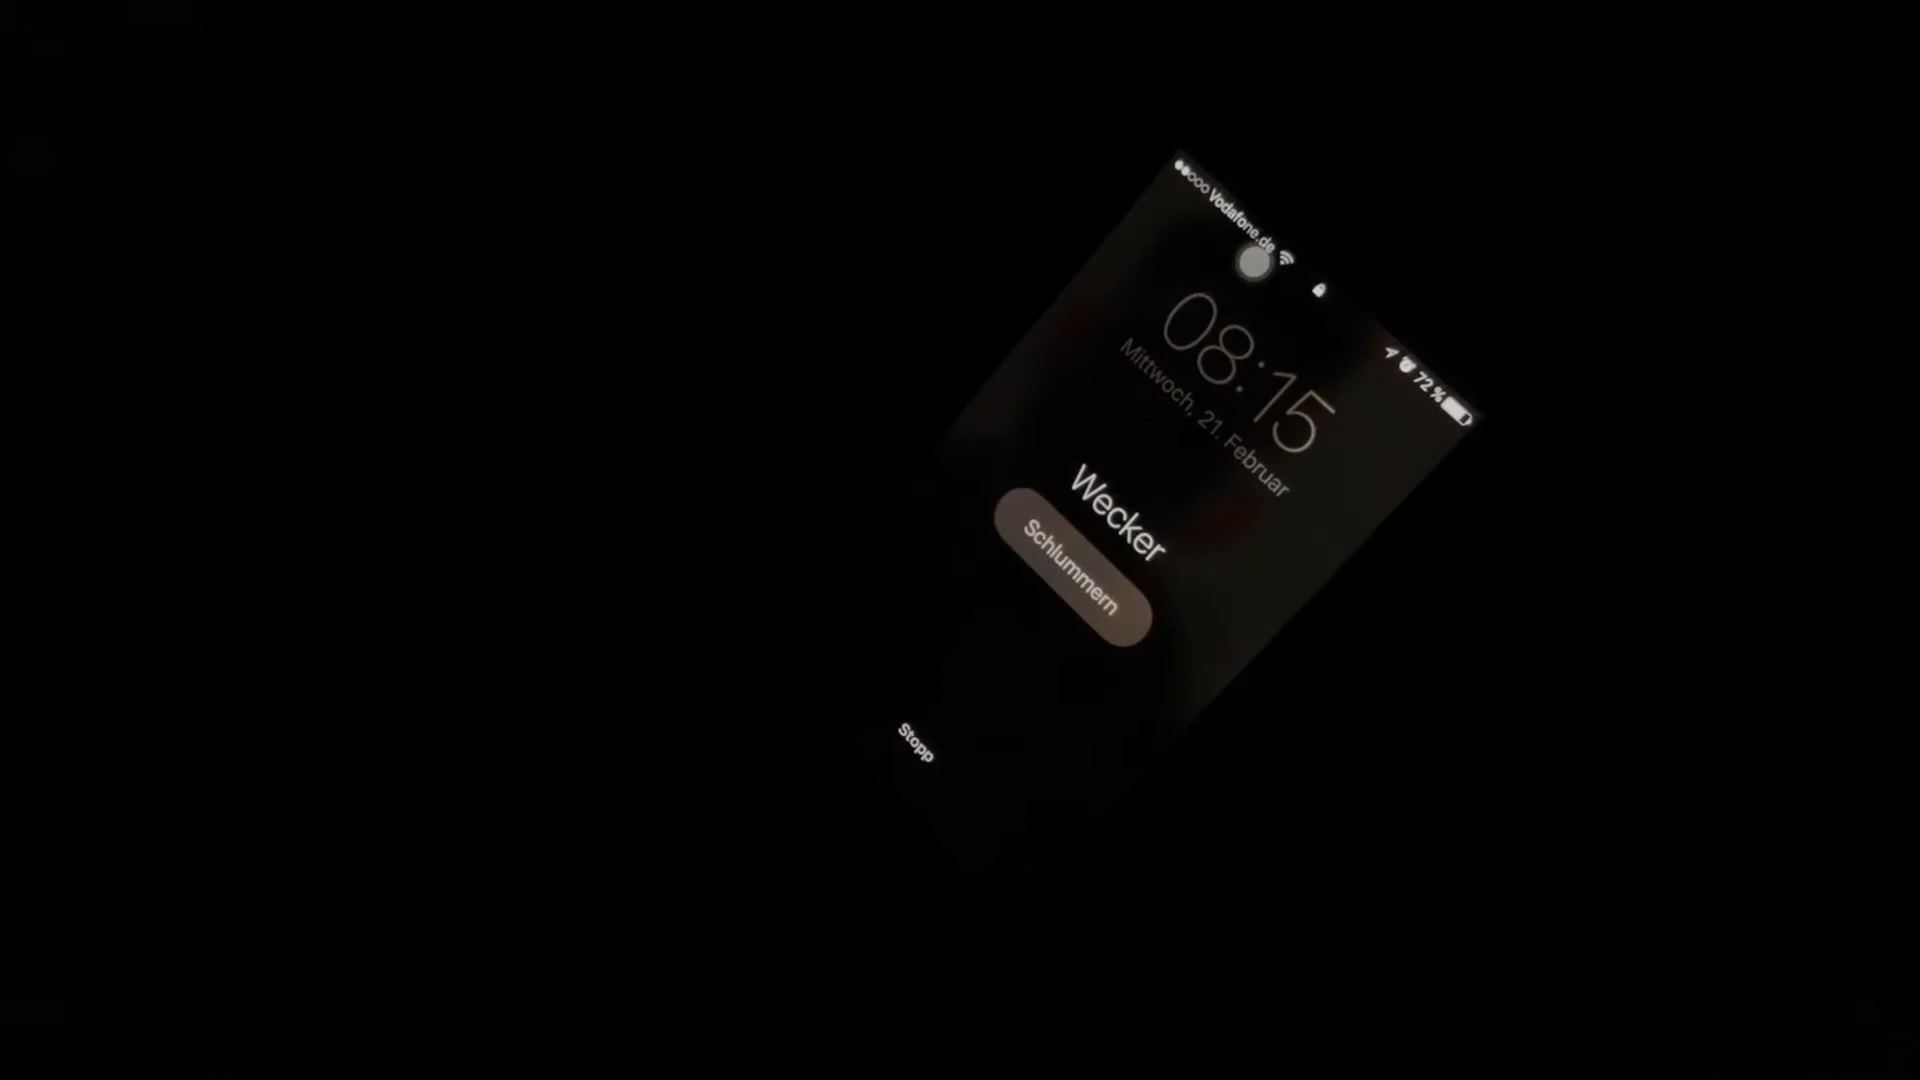 Vodafone.de
72 %
08:15
Mittwoch, 21. Februar
Wecker
Schlummern
Stopp